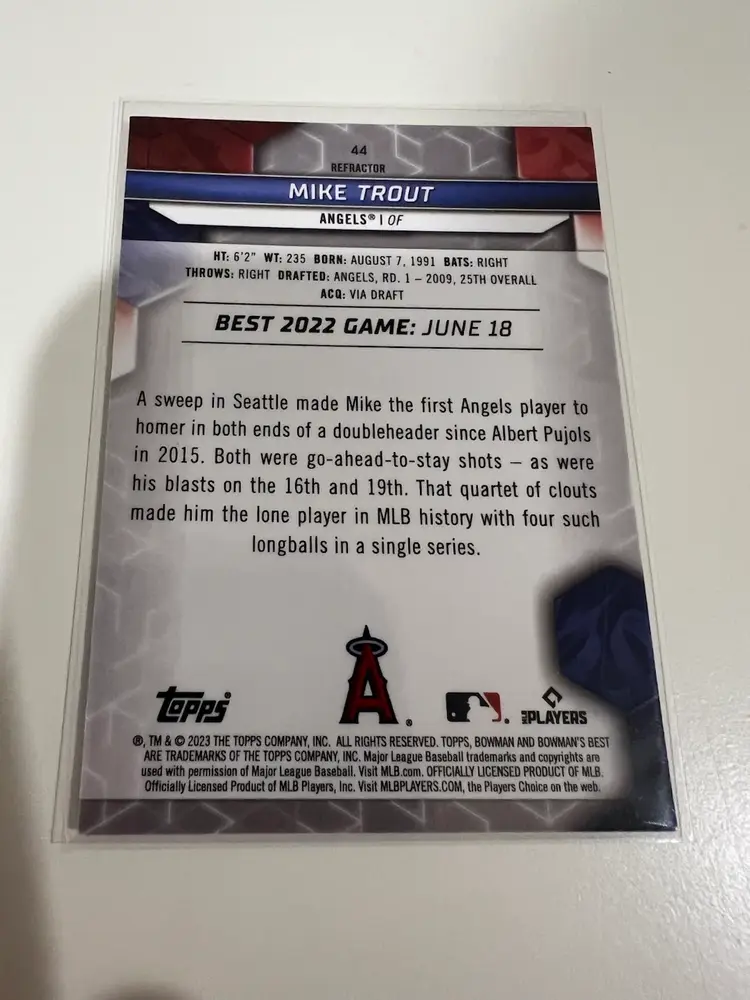 44
REFRACTOR
MIKE TROUT
ANGELS® | OF
HT: 6'2" WT: 235 BORN: AUGUST 7, 1991 BATS: RIGHT
THROWS: RIGHT DRAFTED: ANGELS, RD. 1 – 2009, 25TH OVERALL
ACQ: VIA DRAFT
BEST 2022 GAME: JUNE 18
A sweep in Seattle made Mike the first Angels player to
homer in both ends of a doubleheader since Albert Pujols
in 2015. Both were go-ahead-to-stay shots – as were
his blasts on the 16th and 19th. That quartet of clouts
made him the lone player in MLB history with four such
longballs in a single series.
topps A ® . MLB PLAYERS
®, TM & © 2023 THE TOPPS COMPANY, INC. ALL RIGHTS RESERVED. TOPPS, BOWMAN AND BOWMAN'S BEST
ARE TRADEMARKS OF THE TOPPS COMPANY, INC. Major League Baseball trademarks and copyrights are
used with permission of Major League Baseball. Visit MLB.com. OFFICIALLY LICENSED PRODUCT OF MLB
Officially Licensed Product of MLB Players, Inc. Visit MLBPLAYERS.COM, the Players Choice on the web.